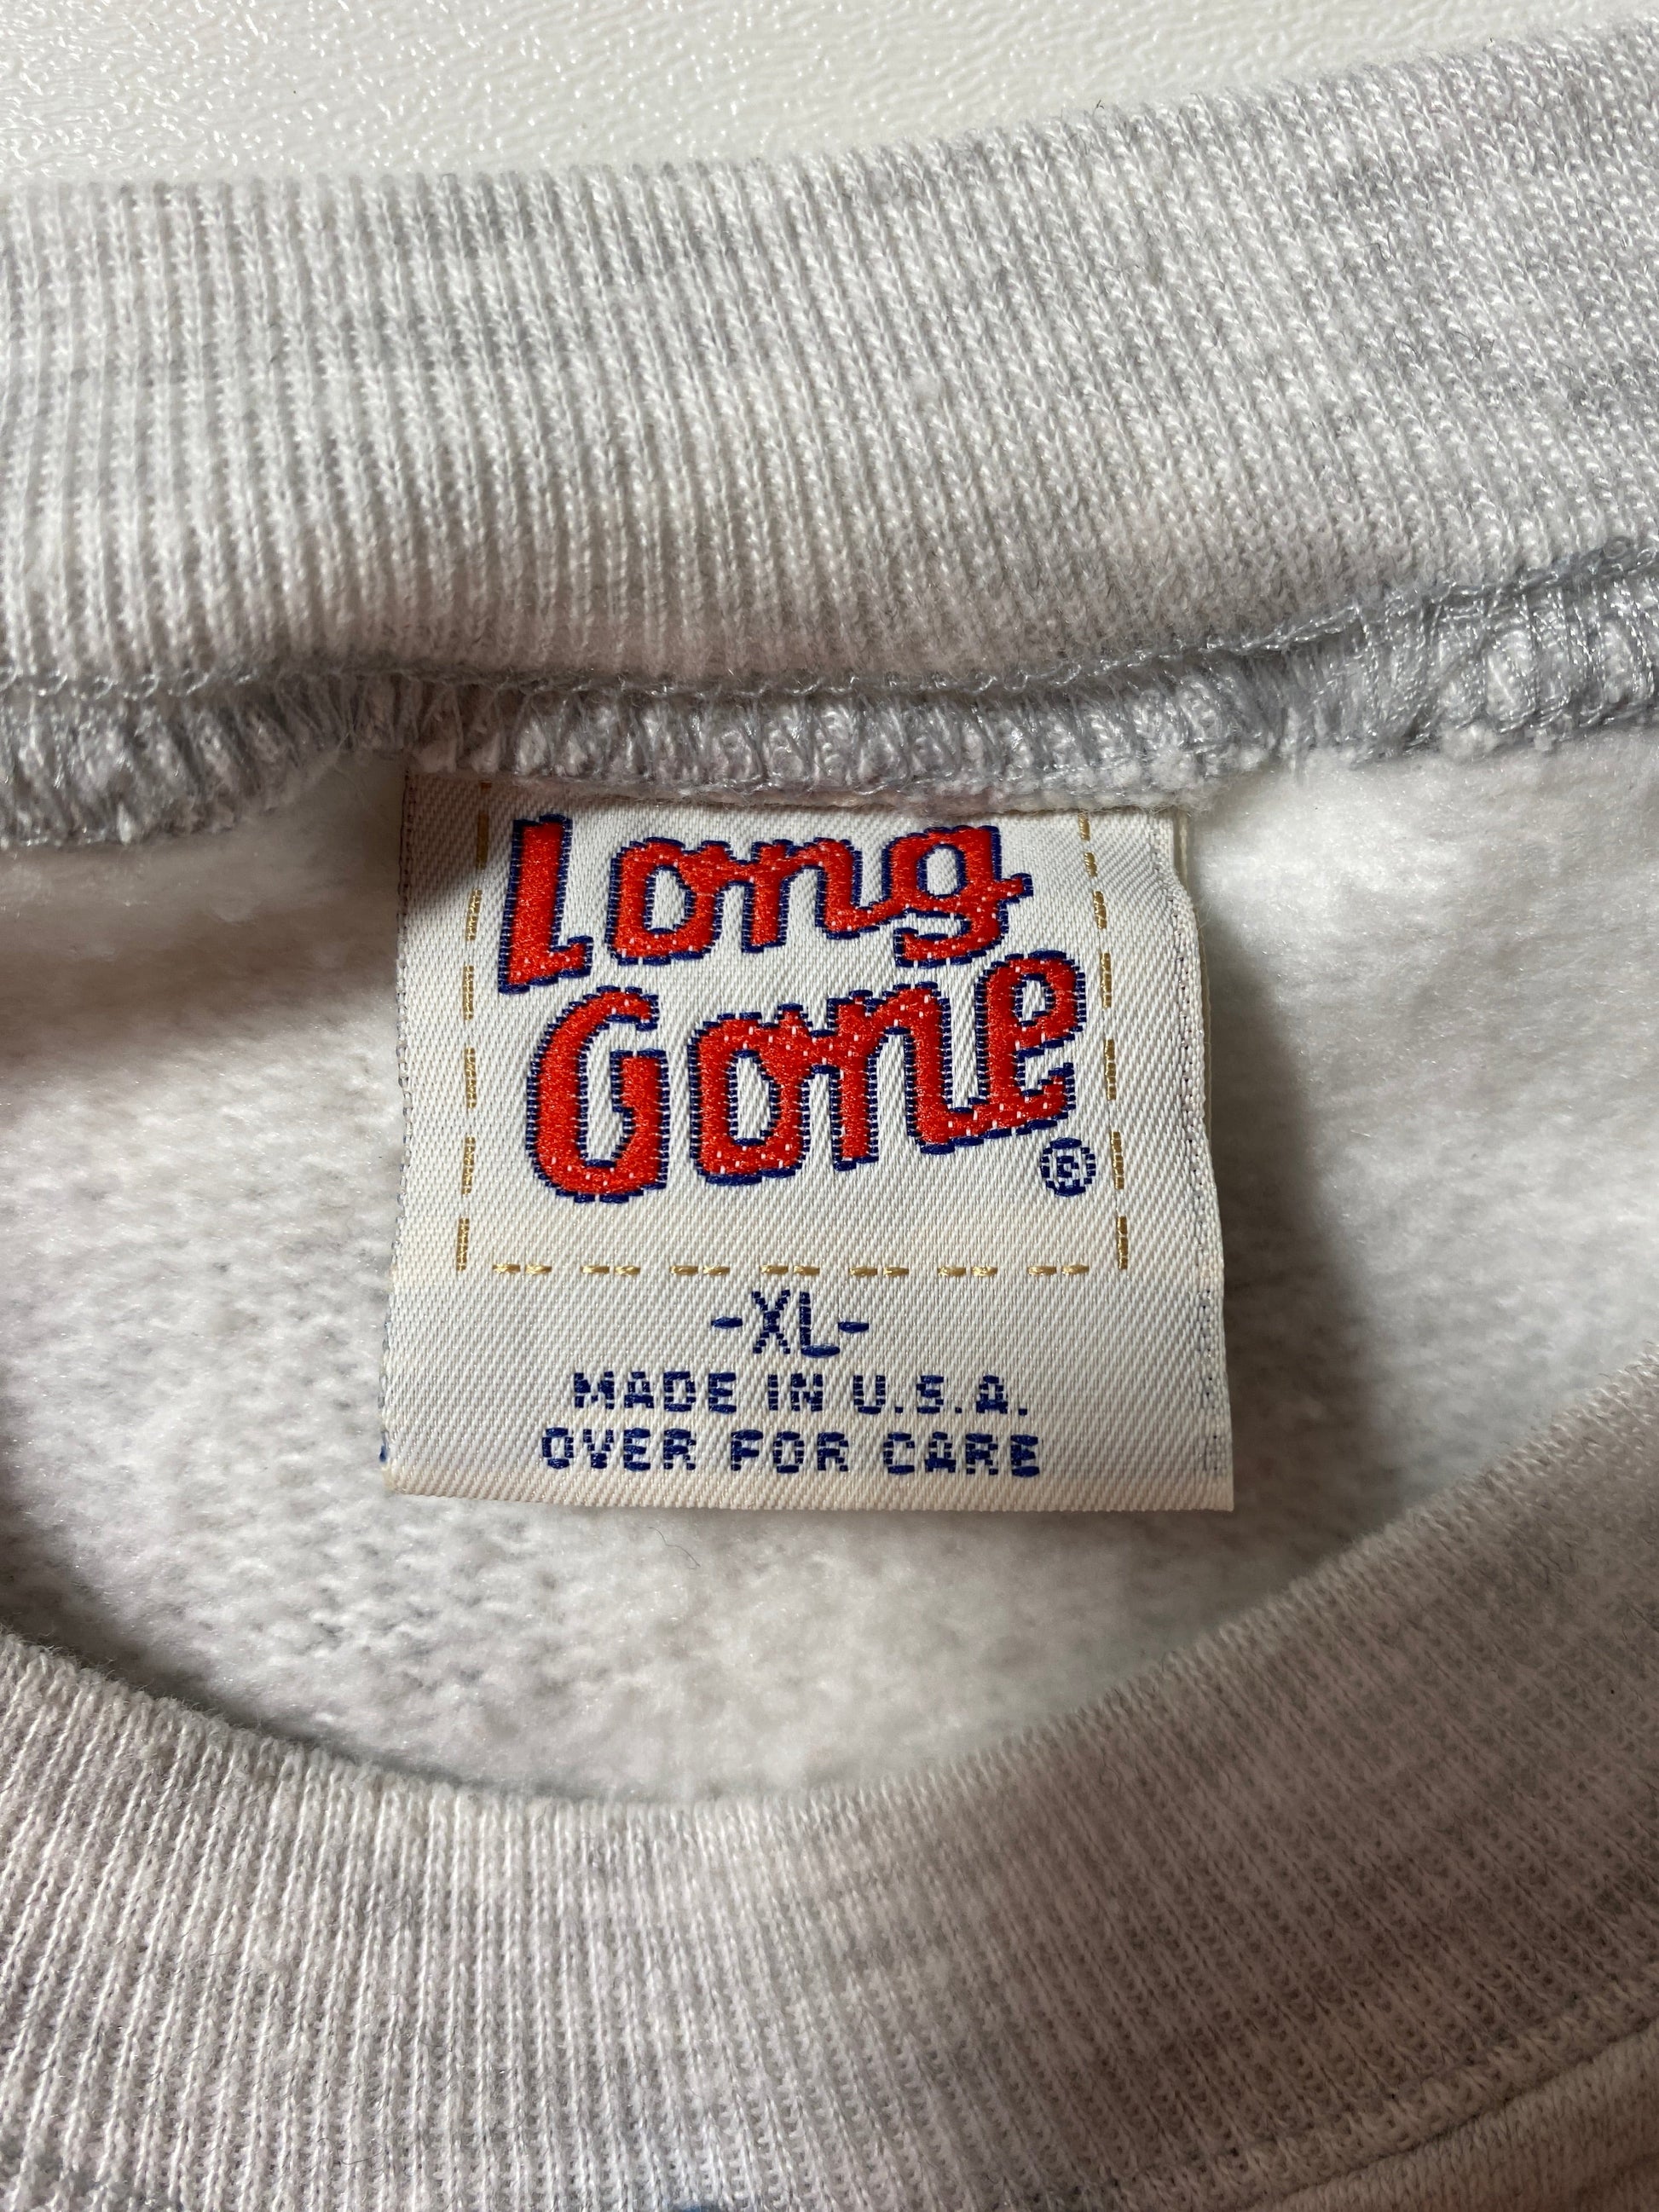 Long
Gone
®
-XL-
MADE IN U.S.A.
OVER FOR CARE